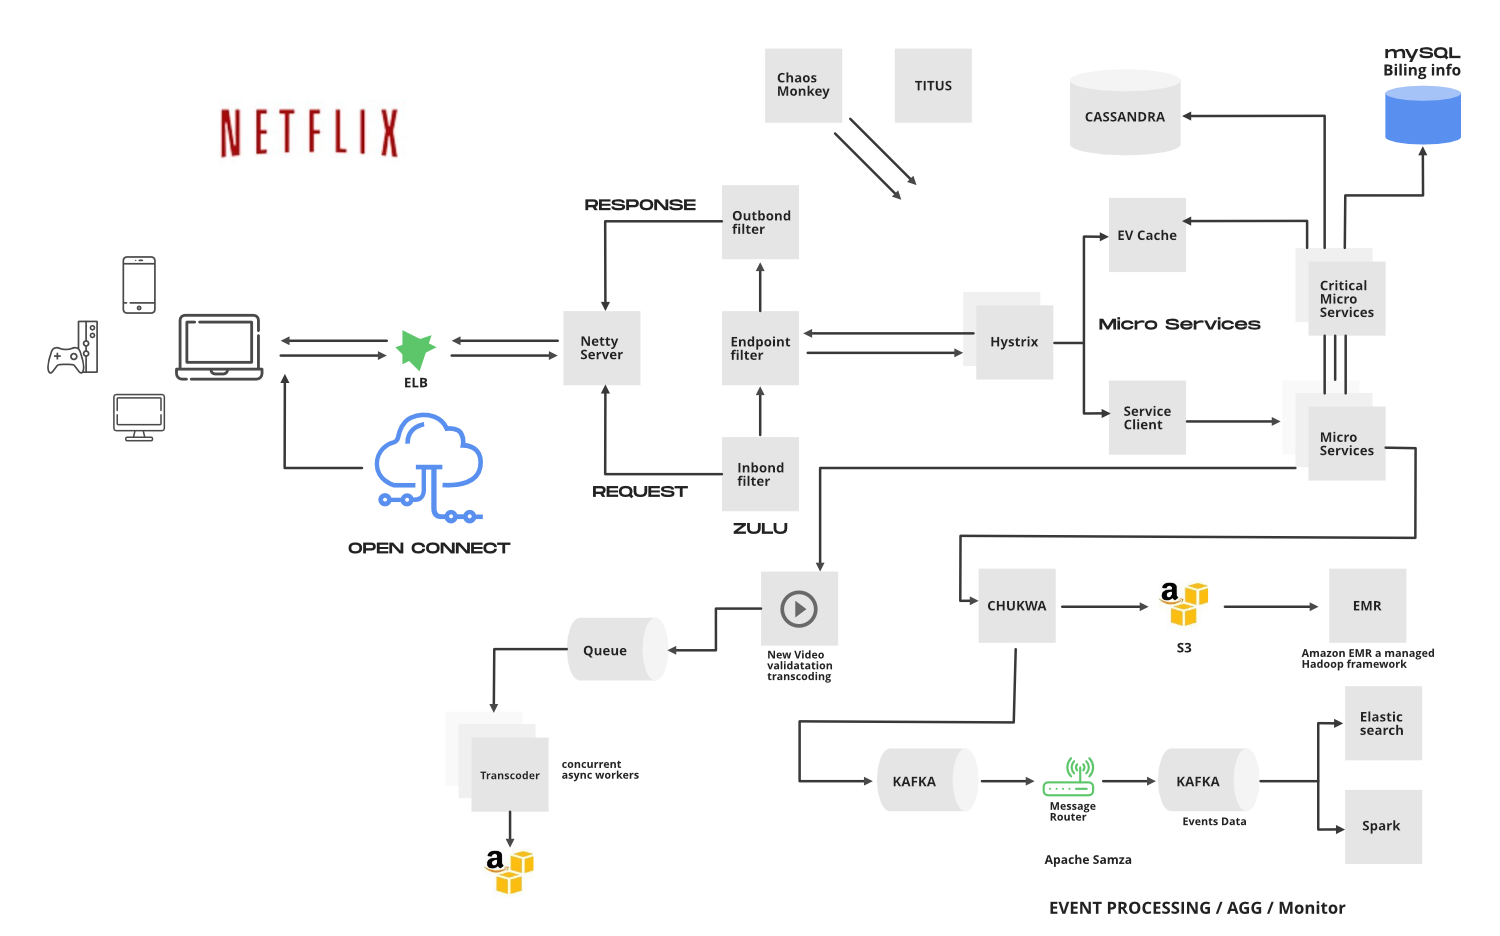 NETFLIX
Chaos
Monkey
TITUS
CASSANDRA
mySQL
Biling info
RESPONSE
Outbond
filter
EV Cache
Critical
Micro
Services
Netty
Server
Endpoint
filter
Hystrix
Micro Services
ELB
Service
Client
Micro
Services
Inbond
filter
REQUEST
ZULU
OPEN CONNECT
New Video
validatation
transcoding
Queue
CHUKWA
a
S3
EMR
Amazon EMR a managed
Hadoop framework
Transcoder
concurrent
async workers
a
KAFKA
Message
Router
KAFKA
Events Data
Elastic
search
Spark
Apache Samza
EVENT PROCESSING / AGG / Monitor